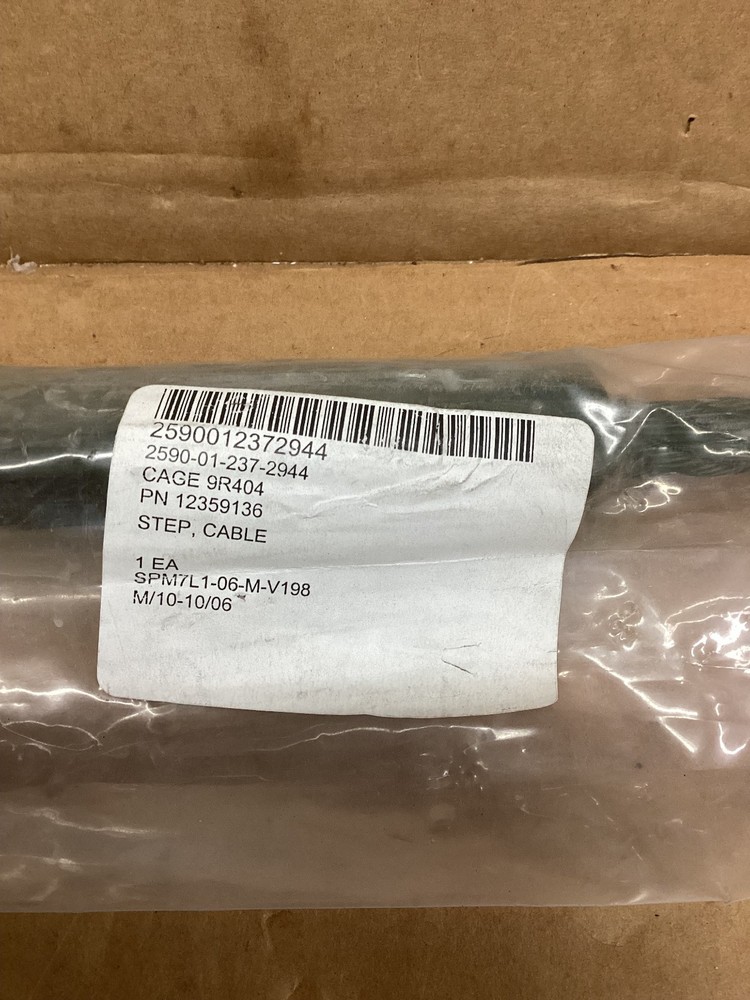 2590012372944
2590-01-237-2944
CAGE 9R404
PN 12359136
STEP, CABLE
1 EA
SPM7L1-06-M-V198
M/10-10/06